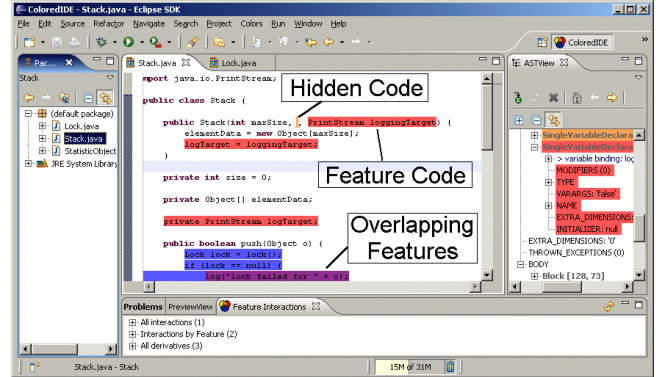 ColoredIDE - Stack.java - Eclipse SDK
File Edit Source Refactor Navigate Search Project Colors Run Window Help
ColoredIDE
Pac...
Stack.java
Lock.java
ASTView
Stack
(default package)
Lock.java
Stack.java
StatisticObject
JRE System Library
import java.io.PrintStream;
public class Stack {
public Stack(int maxSize, , PrintStream loggingTarget) {
elementData = new Object[maxSize];
logTarget = loggingTarget;
}
private int size = 0;
private Object[] elementData;
private PrintStream logTarget;
public boolean push(Object o) {
Lock lock = lock();
if (lock == null) {
log("lock failed for " + o);
Hidden Code
Feature Code
Overlapping
Features
SingleVariableDeclara
SingleVariableDeclara
> variable binding: log
MODIFIERS (0)
TYPE
VARARGS: 'false'
NAME
EXTRA_DIMENSIONS:
INITIALIZER: null
EXTRA_DIMENSIONS: '0'
THROWN_EXCEPTIONS (0)
BODY
Block [128, 73]
Problems PreviewView Feature Interactions
All interactions (1)
Interactions by Feature (2)
All derivatives (3)
Stack.java - Stack
15M of 31M